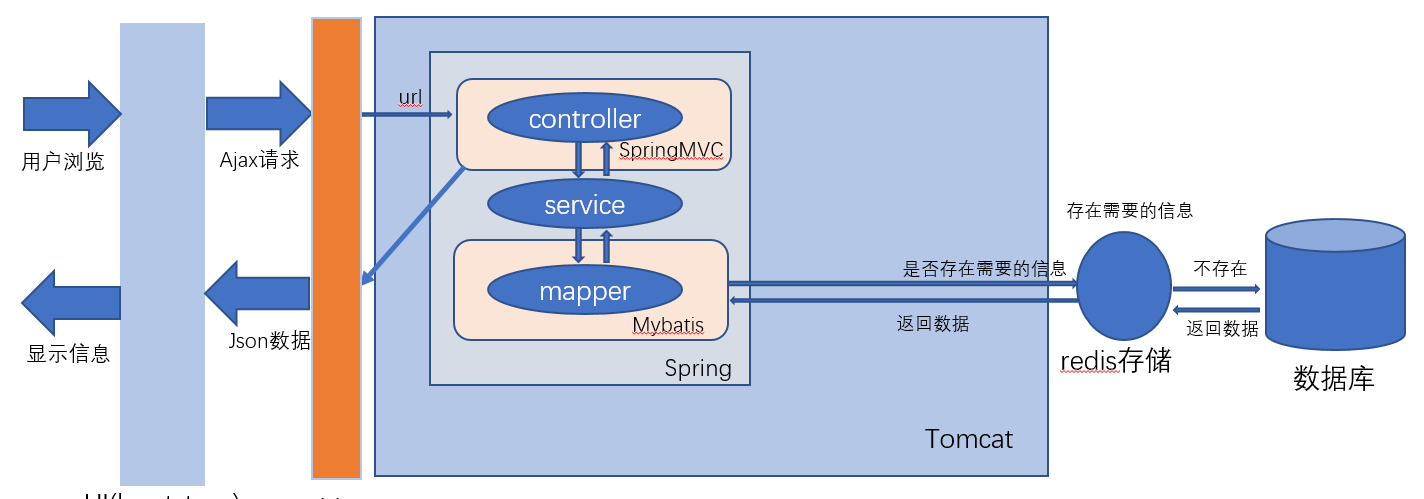 用户浏览
Ajax请求
url
controller
SpringMVC
service
mapper
Mybatis
Spring
Tomcat
显示信息
Json数据
是否存在需要的信息
返回数据
存在需要的信息
redis存储
不存在
返回数据
数据库